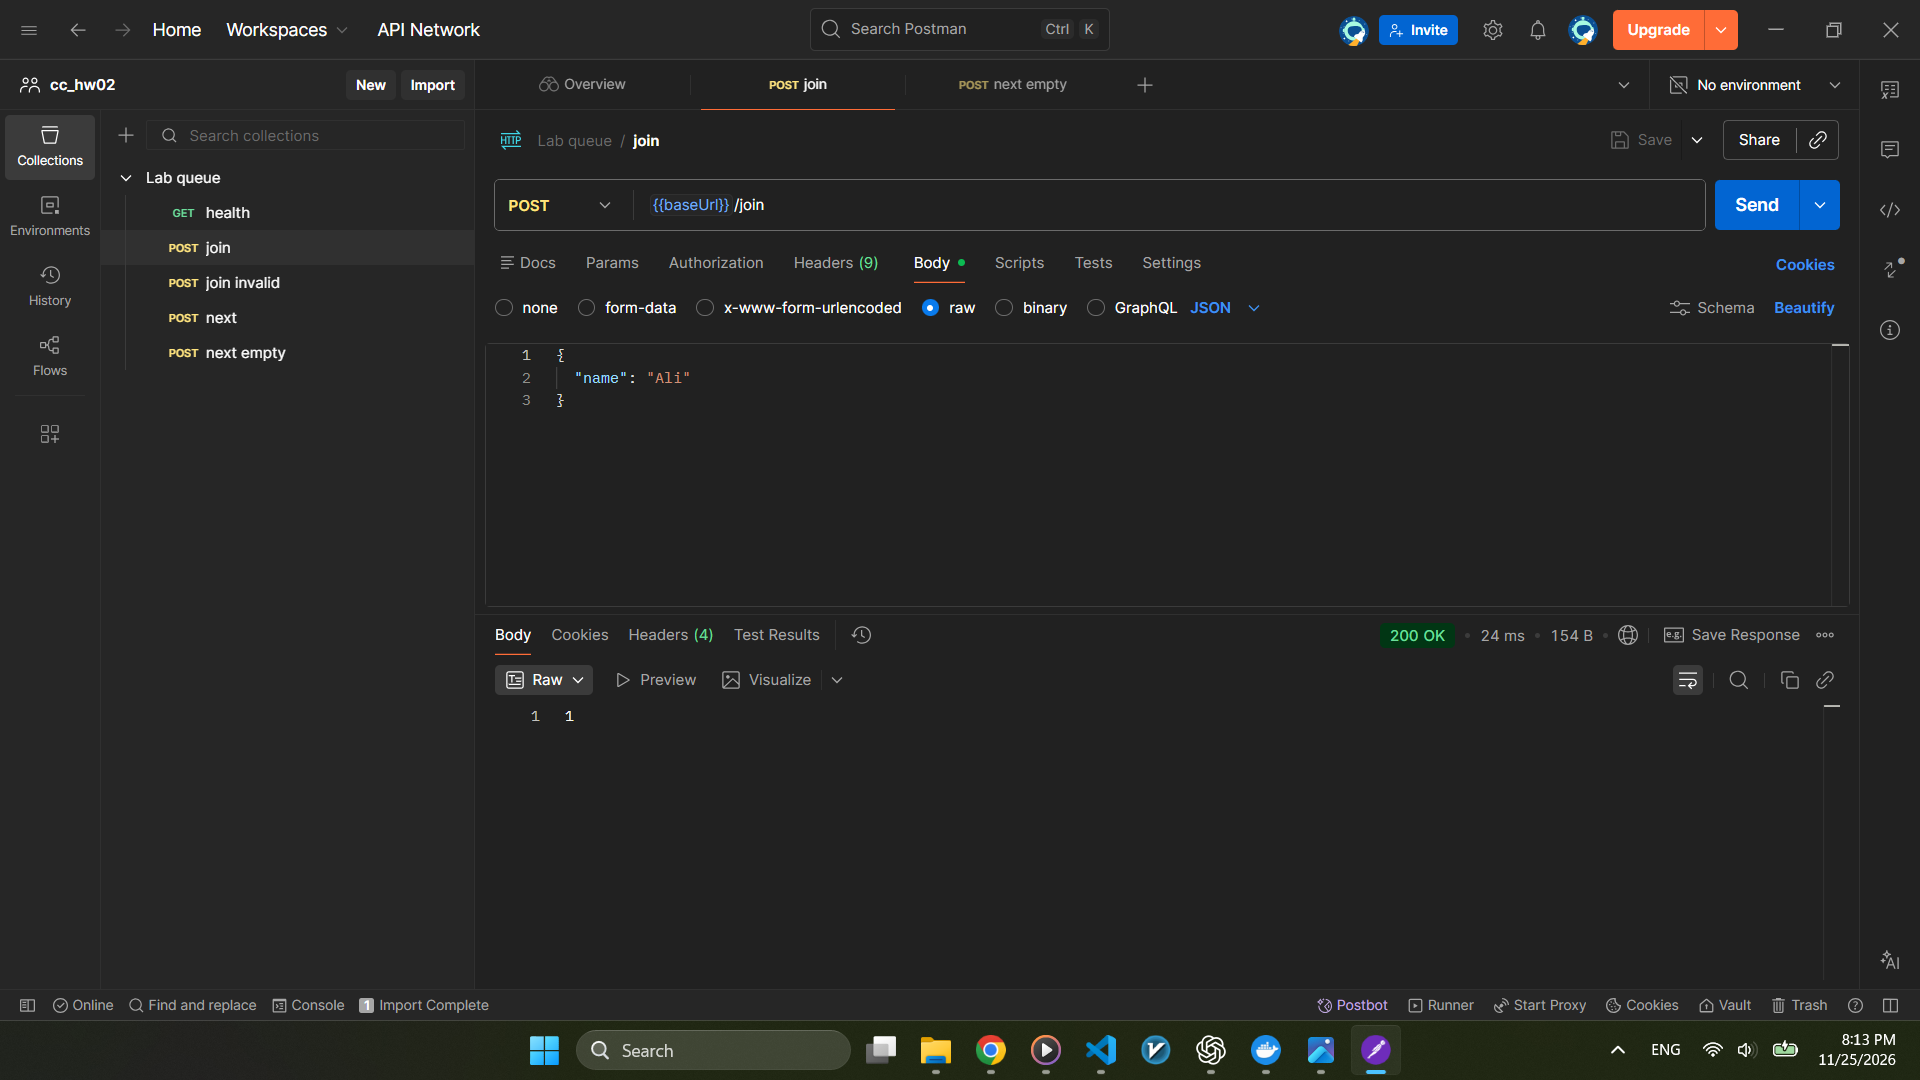 Home Workspaces API Network Search Postman Ctrl K Invite Upgrade
cc_hw02 New Import Overview POST join POST next empty No environment
Collections
Environments
History
Flows
Search collections
Lab queue
GET health
POST join
POST join invalid
POST next
POST next empty
HTTP Lab queue / join Save Share
POST {{baseUrl}}/join Send
Docs Params Authorization Headers (9) Body Scripts Tests Settings Cookies
none form-data x-www-form-urlencoded raw binary GraphQL JSON Schema Beautify
1 {
2 "name": "Ali"
3 }
Body Cookies Headers (4) Test Results 200 OK 24 ms 154 B e.g. Save Response
Raw Preview Visualize
1 1
AI
Online Find and replace Console 1 Import Complete Postbot Runner Start Proxy Cookies Vault Trash
Search ENG 8:13 PM
11/25/2026